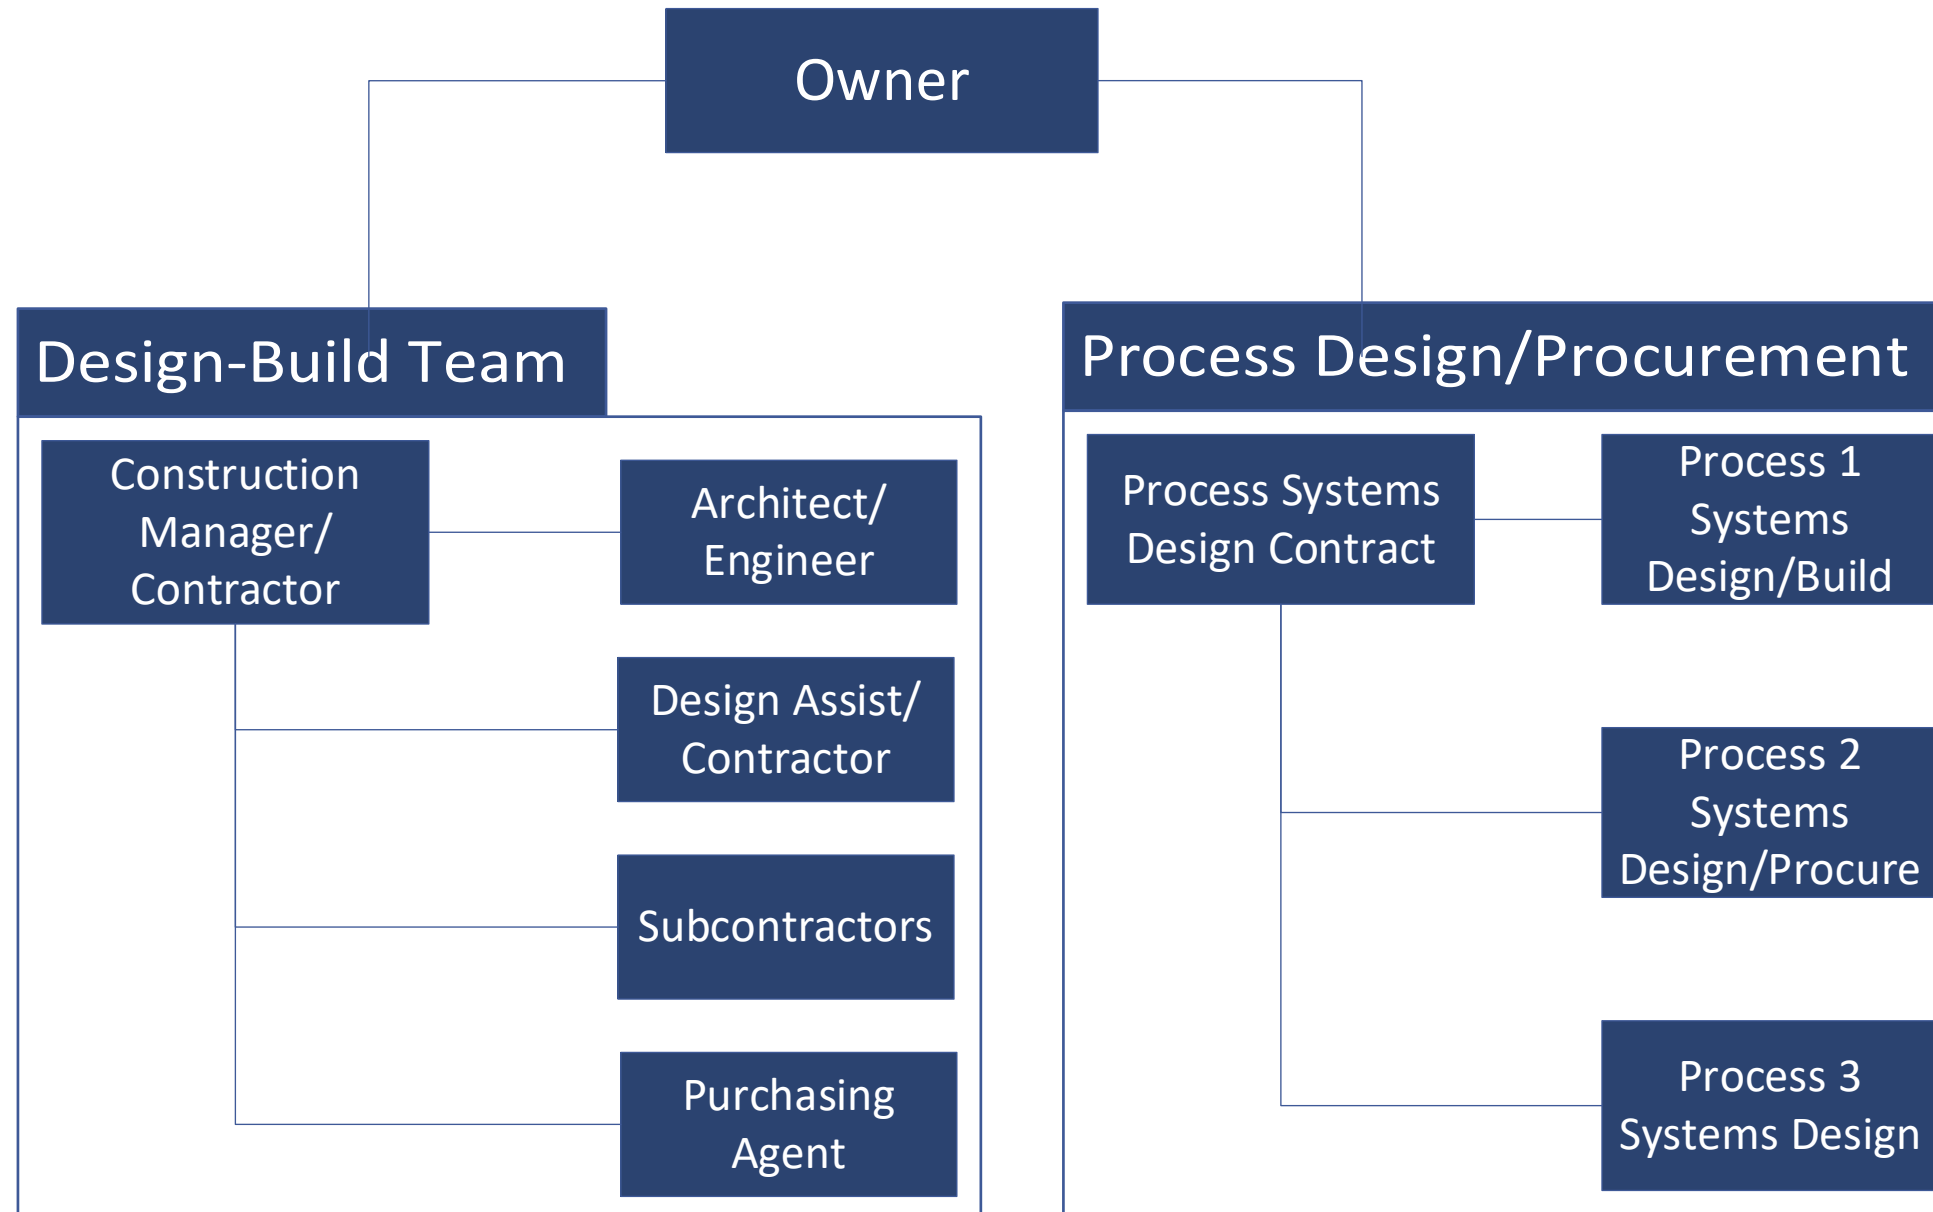 Owner
Design-Build Team
Construction
Manager/
Contractor
Architect/
Engineer
Design Assist/
Contractor
Subcontractors
Purchasing
Agent
Process Design/Procurement
Process Systems
Design Contract
Process 1
Systems
Design/Build
Process 2
Systems
Design/Procure
Process 3
Systems Design